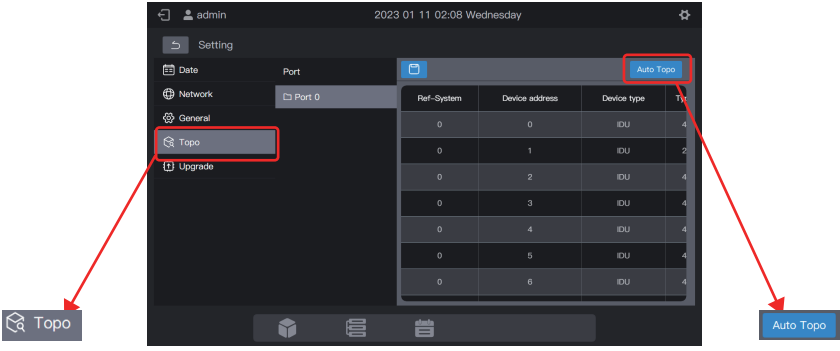 admin
2023 01 11 02:08 Wednesday
Setting
Date
Network
General
Topo
Upgrade
Port
Port 0
Auto Topo
Ref-System Device address Device type
0 0 IDU 4
0 1 IDU 2
0 2 IDU 4
0 3 IDU 4
0 4 IDU 4
0 5 IDU 4
0 6 IDU 4
Topo
Auto Topo